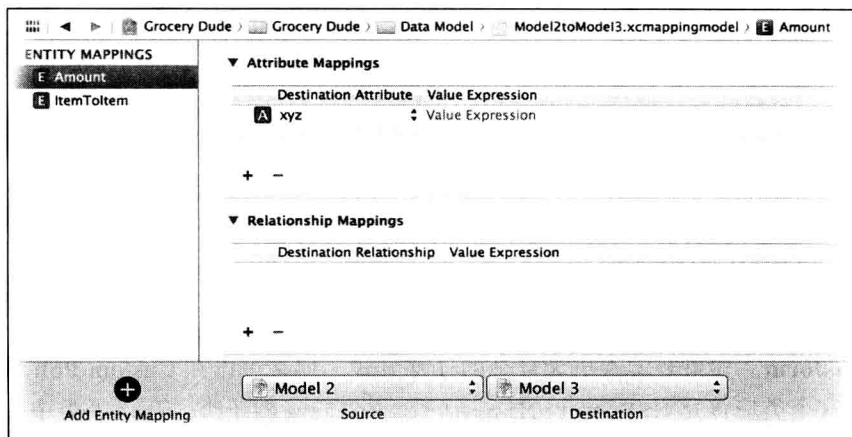 Grocery Dude › Grocery Dude › Data Model › Model2toModel3.xcmappingmodel › E Amount
ENTITY MAPPINGS
E Amount
E ItemToItem
▼ Attribute Mappings
Destination Attribute Value Expression
A xyz Value Expression
+ −
▼ Relationship Mappings
Destination Relationship Value Expression
+ −
Add Entity Mapping
Model 2
Source
Model 3
Destination